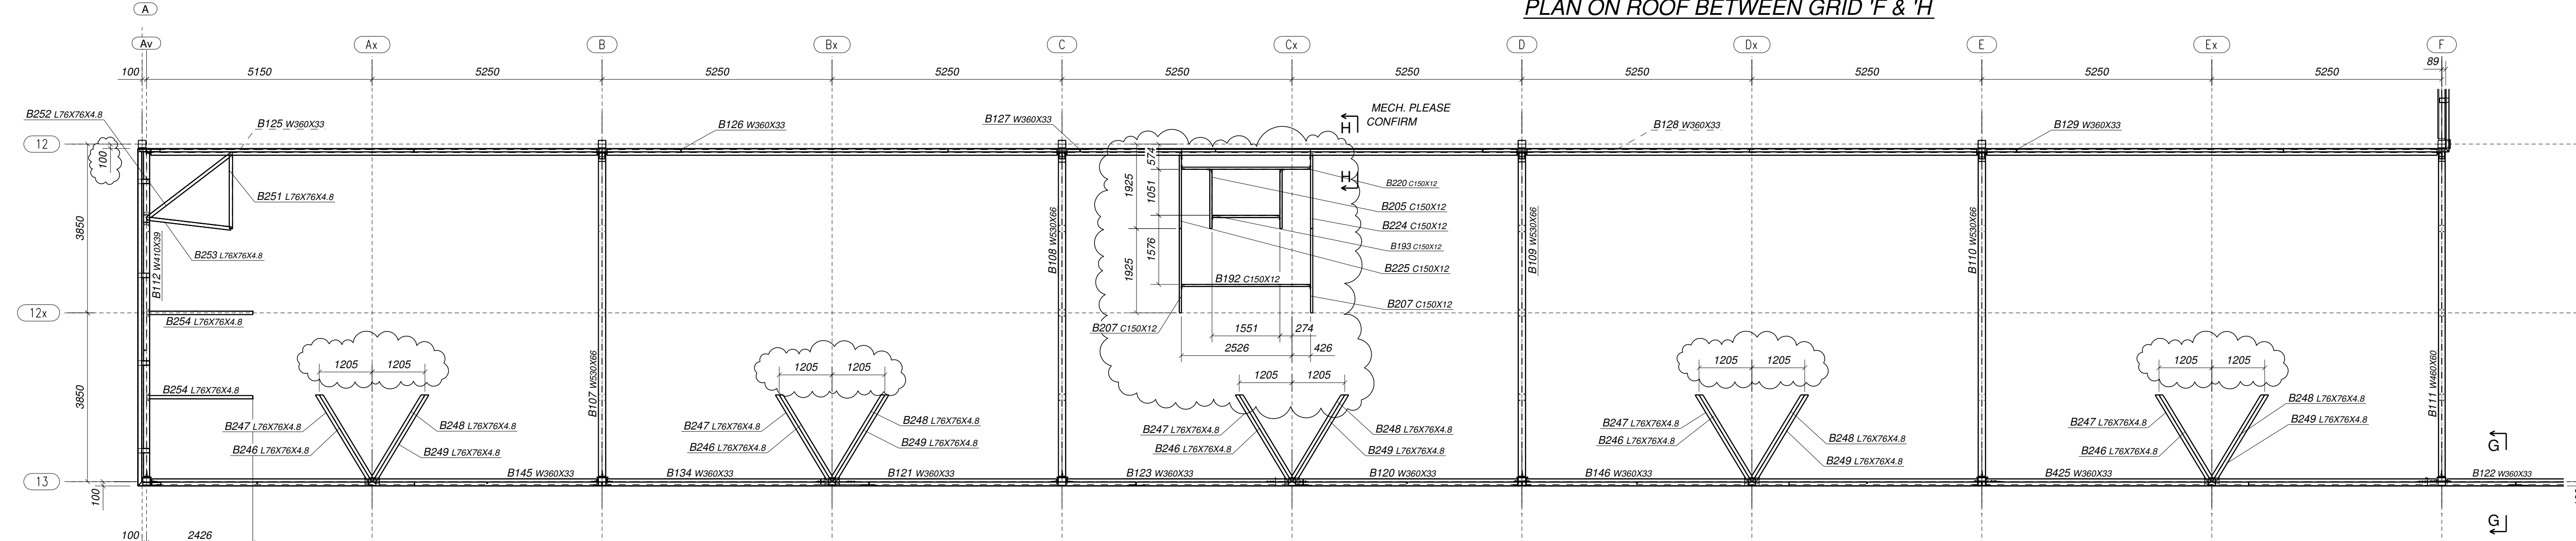 PLAN ON ROOF BETWEEN GRID 'F & 'H
A
Av
Ax
B
Bx
C
Cx
D
Dx
E
Ex
F
100
5150
5250
5250
5250
5250
5250
5250
5250
5250
5250
89
B252 L76X76X4.8
B125 W360X33
B126 W360X33
B127 W360X33
MECH. PLEASE
CONFIRM
H
B128 W360X33
B129 W360X33
12
100
574
H
B251 L76X76X4.8
1925
1051
B220 C150X12
B205 C150X12
B224 C150X12
B193 C150X12
B225 C150X12
3850
B253 L76X76X4.8
B112 W410X39
B108 W530X66
B109 W530X66
B110 W530X66
1576
1925
B192 C150X12
B207 C150X12
12x
B254 L76X76X4.8
B207 C150X12
1551
274
2526
426
1205
1205
1205
1205
1205
1205
1205
1205
1205
1205
3850
B254 L76X76X4.8
B107 W530X66
B111 W460X60
B247 L76X76X4.8
B246 L76X76X4.8
B248 L76X76X4.8
B249 L76X76X4.8
B247 L76X76X4.8
B246 L76X76X4.8
B248 L76X76X4.8
B249 L76X76X4.8
B247 L76X76X4.8
B246 L76X76X4.8
B248 L76X76X4.8
B249 L76X76X4.8
B247 L76X76X4.8
B246 L76X76X4.8
B248 L76X76X4.8
B249 L76X76X4.8
B247 L76X76X4.8
B246 L76X76X4.8
B248 L76X76X4.8
B249 L76X76X4.8
G
13
B145 W360X33
B134 W360X33
B121 W360X33
B123 W360X33
B120 W360X33
B146 W360X33
B425 W360X33
B122 W360X33
100
G
100
2426